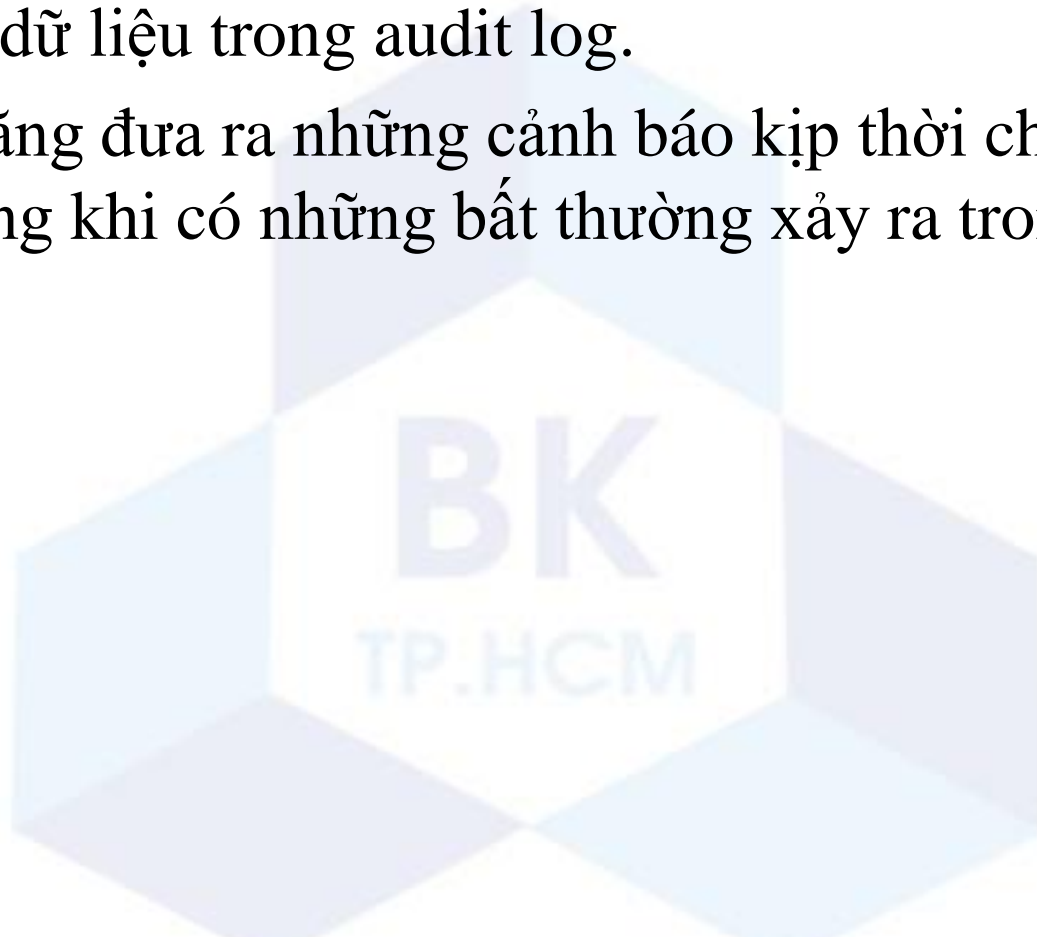 dữ liệu trong audit log.
ăng đưa ra những cảnh báo kịp thời ch
ng khi có những bất thường xảy ra tro
BK
TP.HCM